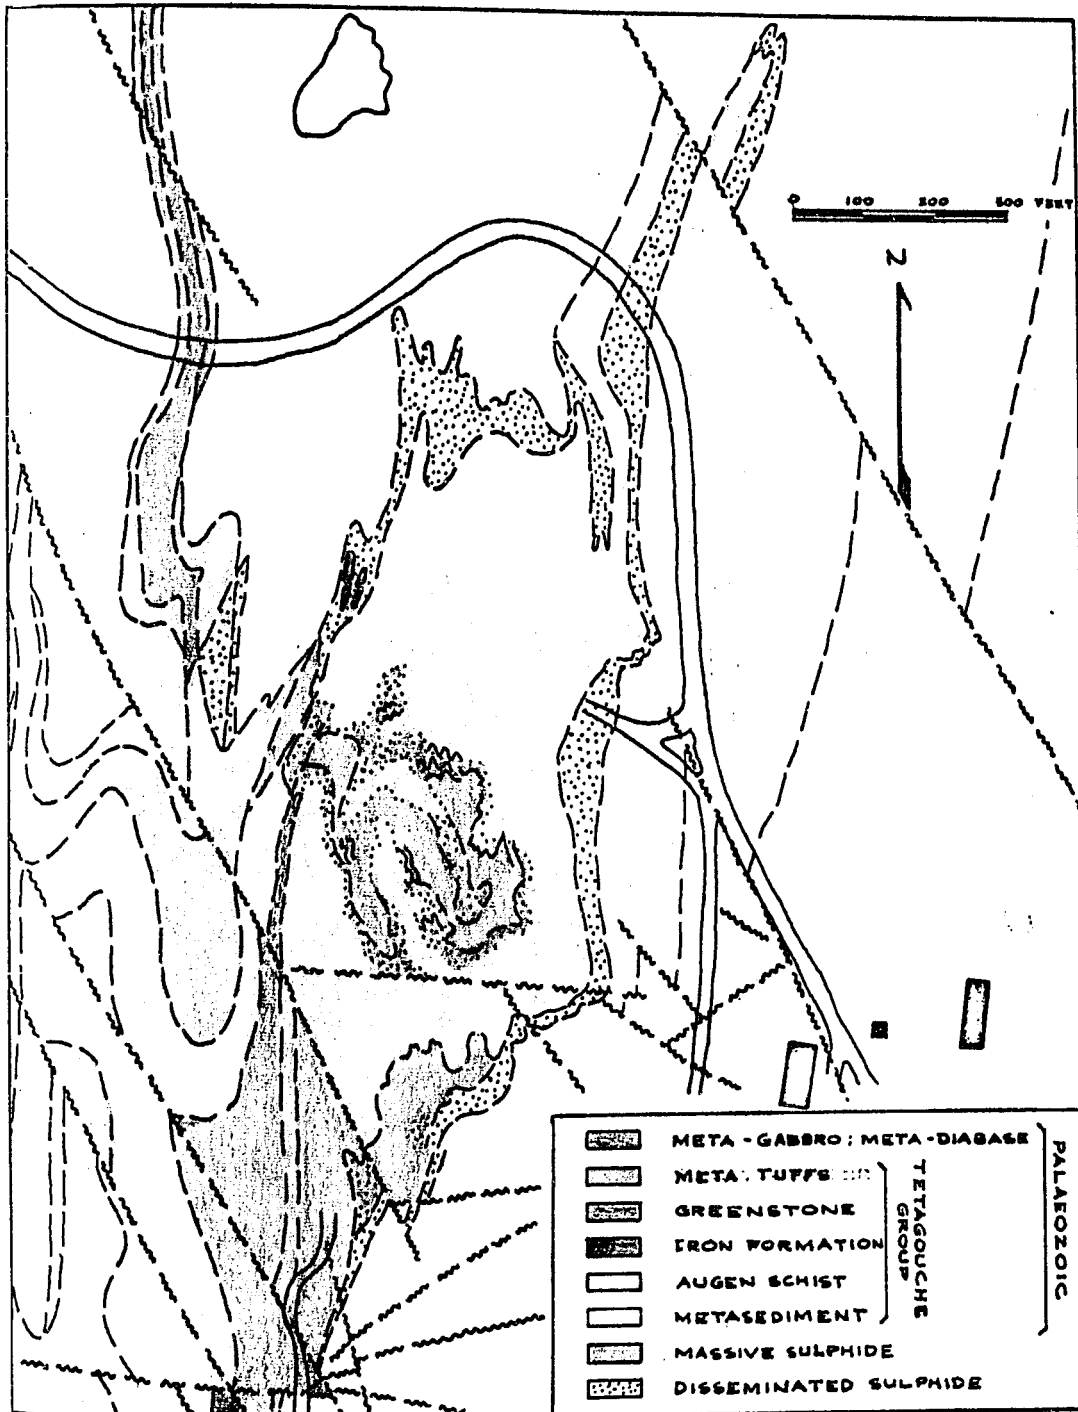 0 100 200 300 FEET
N
META-GABBRO; META-DIABASE
META-TUFFS
GREENSTONE
IRON FORMATION
AUGEN SCHIST
METASEDIMENT
MASSIVE SULPHIDE
DISSEMINATED SULPHIDE
TETAGOUCHE
GROUP
PALAEOZOIC